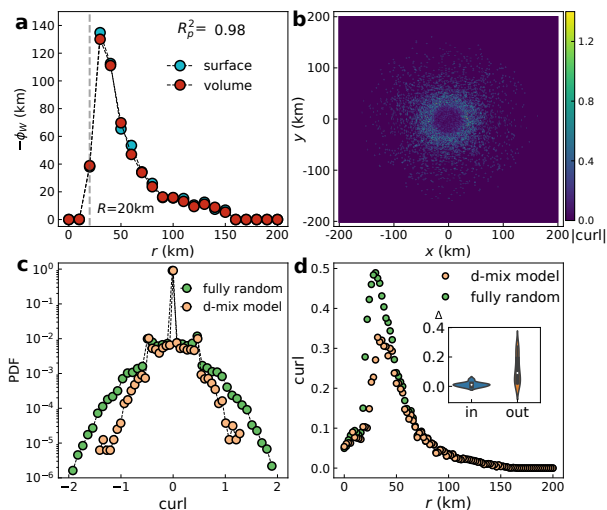 a
R_p^2= 0.98
surface
volume
R=20km
−ϕ_W (km)
140
120
100
80
60
40
20
0
0 50 100 150 200
r (km)
b
200
100
0
−100
−200
y (km)
−200 −100 0 100 200
x (km)
1.2
0.8
0.4
0.0
|curl|
c
fully random
d-mix model
PDF
10^0
10^−1
10^−2
10^−3
10^−4
10^−5
10^−6
−2 −1 0 1 2
curl
d
d-mix model
fully random
curl
0.5
0.4
0.3
0.2
0.1
0.0
Δ
0.4
0.2
0.0
in out
0 50 100 150 200
r (km)